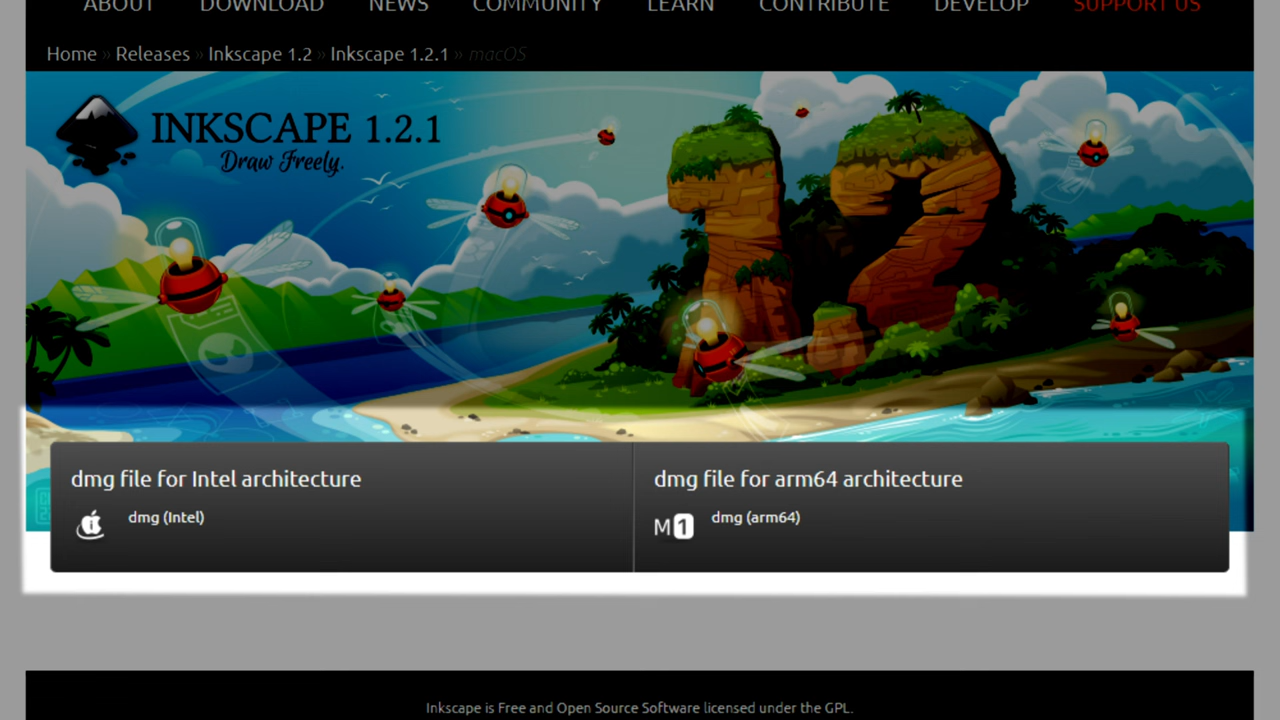 ABOUT DOWNLOAD NEWS COMMUNITY LEARN CONTRIBUTE DEVELOP SUPPORT US
Home » Releases » Inkscape 1.2 » Inkscape 1.2.1 » macOS
INKSCAPE 1.2.1
Draw Freely.
dmg file for Intel architecture
dmg (Intel)
dmg file for arm64 architecture
M1 dmg (arm64)
Inkscape is Free and Open Source Software licensed under the GPL.